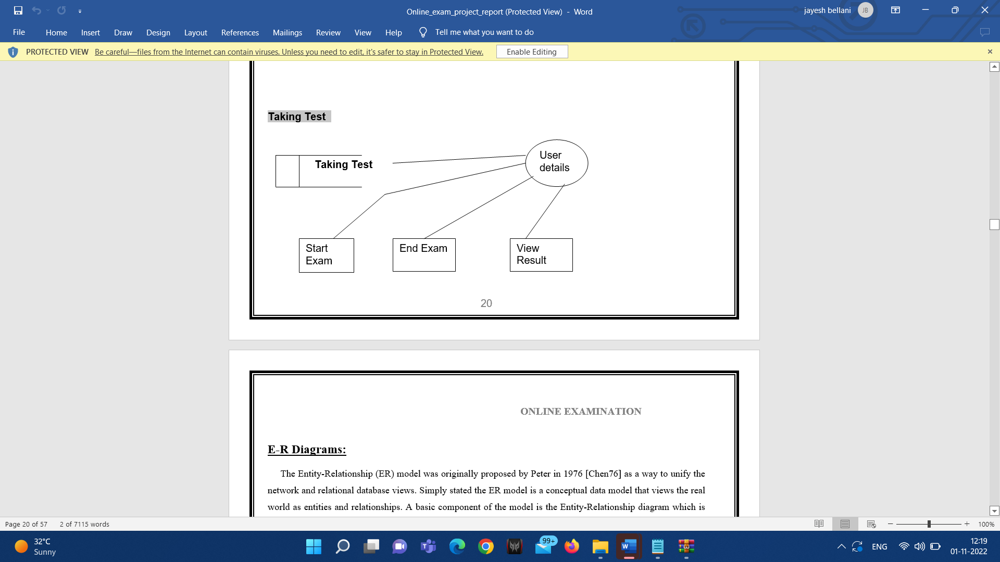 Online_exam_project_report (Protected View) - Word
jayesh bellani
JB
File Home Insert Draw Design Layout References Mailings Review View Help Tell me what you want to do
PROTECTED VIEW Be careful—files from the Internet can contain viruses. Unless you need to edit, it's safer to stay in Protected View. Enable Editing
Taking Test
Taking Test
User
details
Start
Exam
End Exam
View
Result
20
ONLINE EXAMINATION
E-R Diagrams:
The Entity-Relationship (ER) model was originally proposed by Peter in 1976 [Chen76] as a way to unify the
network and relational database views. Simply stated the ER model is a conceptual data model that views the real
world as entities and relationships. A basic component of the model is the Entity-Relationship diagram which is
Page 20 of 57 2 of 7115 words
100%
32°C
Sunny
99+
ENG
12:19
01-11-2022